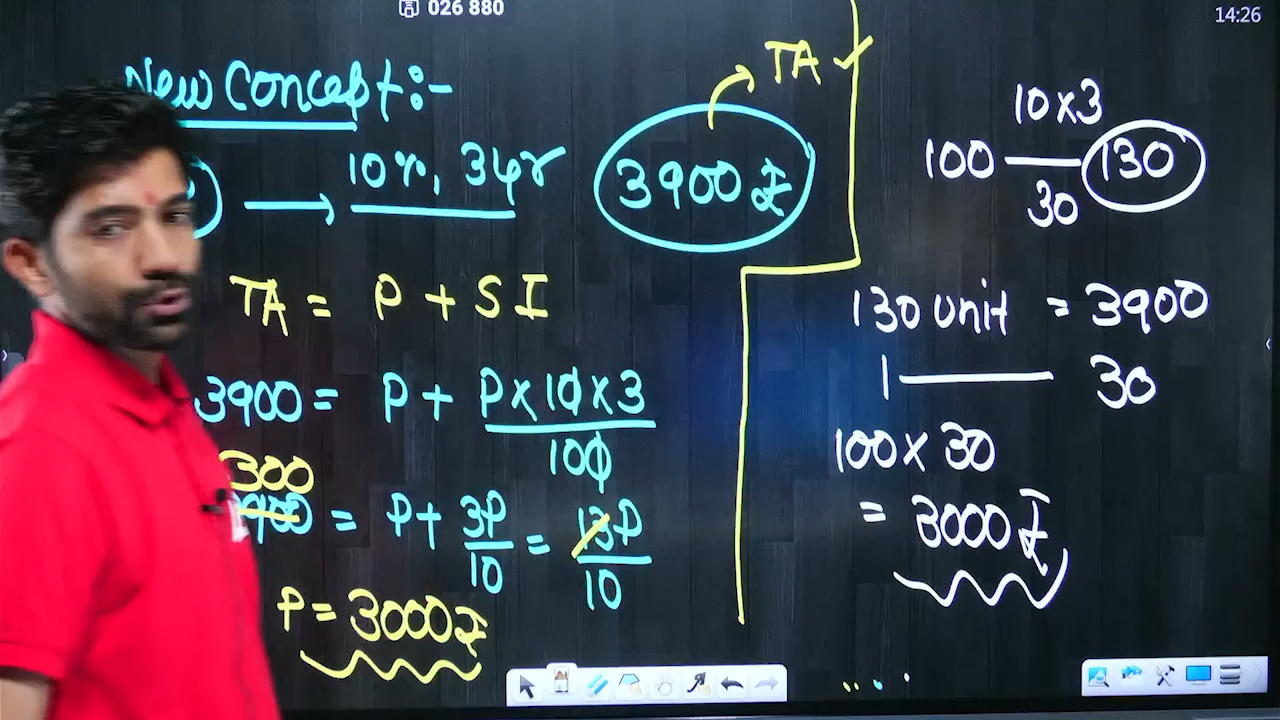 026 880
14:26
New Concept:-
TA ✓
→ 10%, 3yr
3900 ₹
TA = P + SI
3900 = P + P×10×3
100
300
3900 = P + 3P = 13P
10 10
P = 3000₹
10×3
100 — 130
30
130 unit = 3900
1 — 30
100×30
= 3000₹